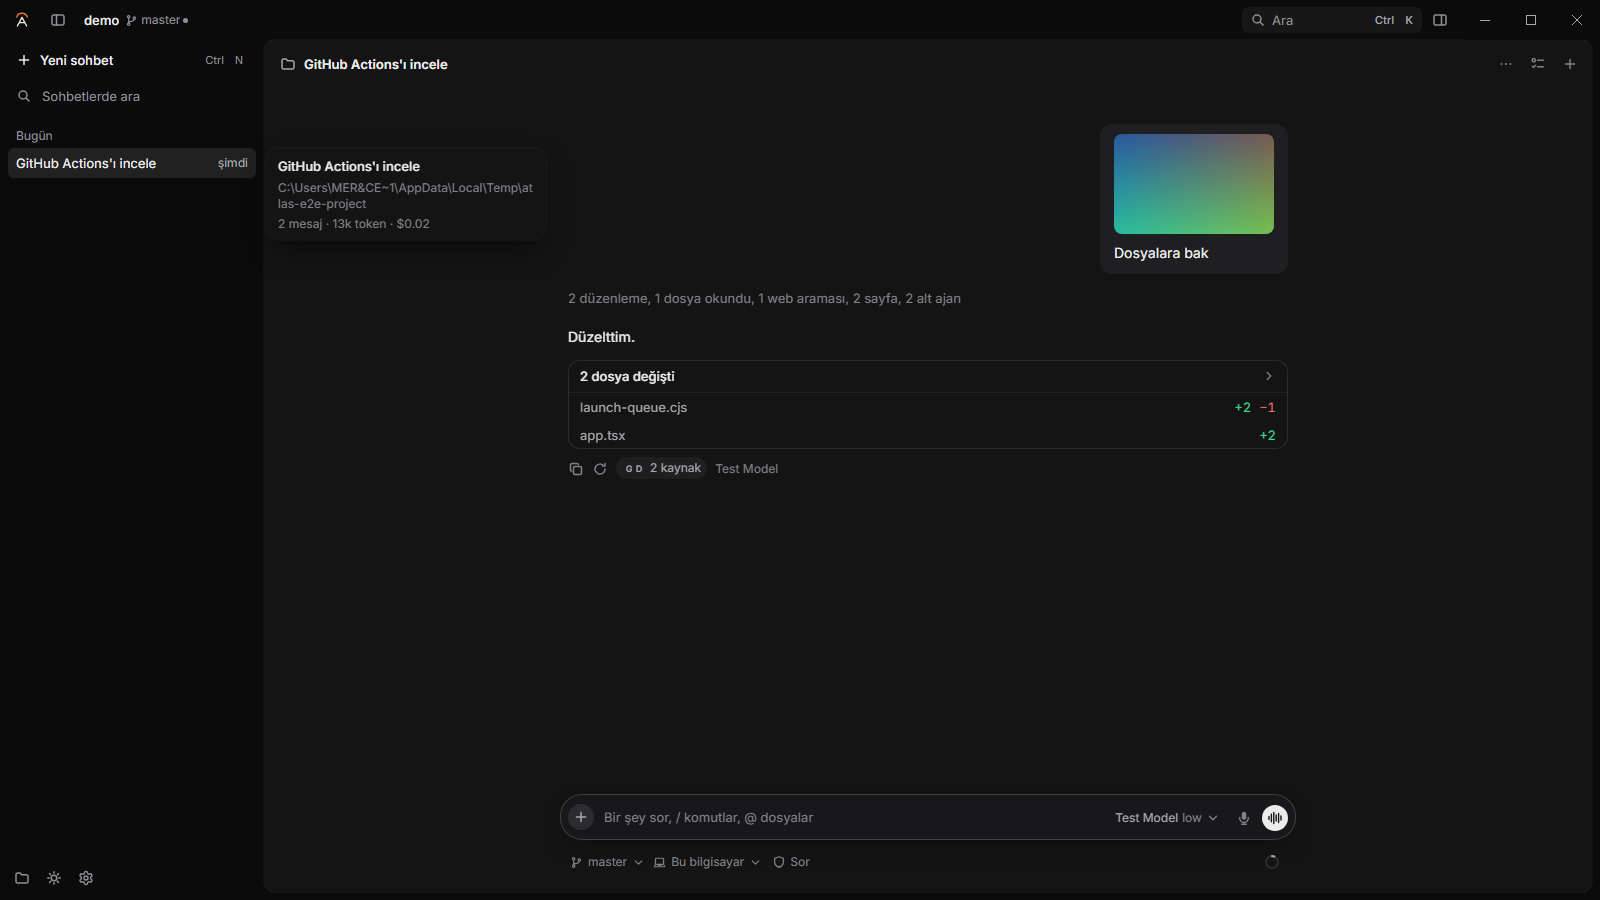 demo master
Ara Ctrl K
Yeni sohbet Ctrl N
Sohbetlerde ara
Bugün
GitHub Actions'ı incele şimdi
GitHub Actions'ı incele
GitHub Actions'ı incele
C:\Users\MER&CE~1\AppData\Local\Temp\at
las-e2e-project
2 mesaj · 13k token · $0.02
Dosyalara bak
2 düzenleme, 1 dosya okundu, 1 web araması, 2 sayfa, 2 alt ajan
Düzelttim.
2 dosya değişti
launch-queue.cjs +2 −1
app.tsx +2
G D 2 kaynak Test Model
Bir şey sor, / komutlar, @ dosyalar
Test Model low
master Bu bilgisayar Sor